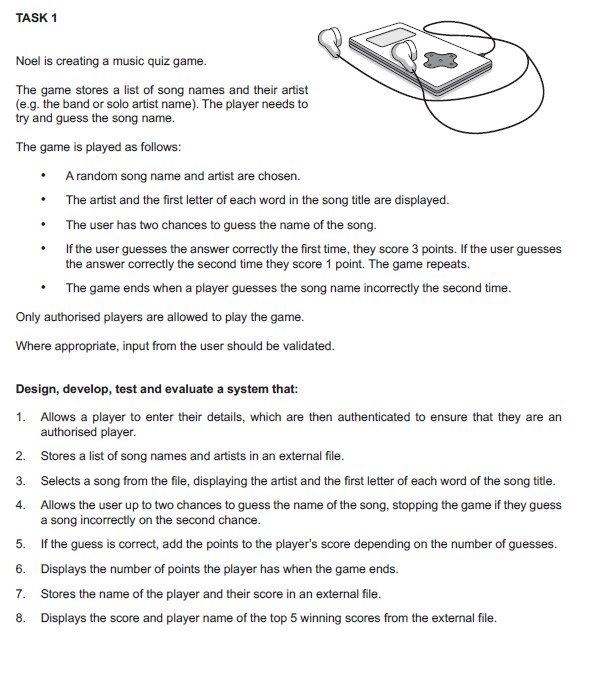 TASK 1
Noel is creating a music quiz game.
The game stores a list of song names and their artist
(e.g. the band or solo artist name). The player needs to
try and guess the song name.
The game is played as follows:
• A random song name and artist are chosen.
• The artist and the first letter of each word in the song title are displayed.
• The user has two chances to guess the name of the song.
• If the user guesses the answer correctly the first time, they score 3 points. If the user guesses
the answer correctly the second time they score 1 point. The game repeats.
• The game ends when a player guesses the song name incorrectly the second time.
Only authorised players are allowed to play the game.
Where appropriate, input from the user should be validated.
Design, develop, test and evaluate a system that:
1. Allows a player to enter their details, which are then authenticated to ensure that they are an
authorised player.
2. Stores a list of song names and artists in an external file.
3. Selects a song from the file, displaying the artist and the first letter of each word of the song title.
4. Allows the user up to two chances to guess the name of the song, stopping the game if they guess
a song incorrectly on the second chance.
5. If the guess is correct, add the points to the player's score depending on the number of guesses.
6. Displays the number of points the player has when the game ends.
7. Stores the name of the player and their score in an external file.
8. Displays the score and player name of the top 5 winning scores from the external file.